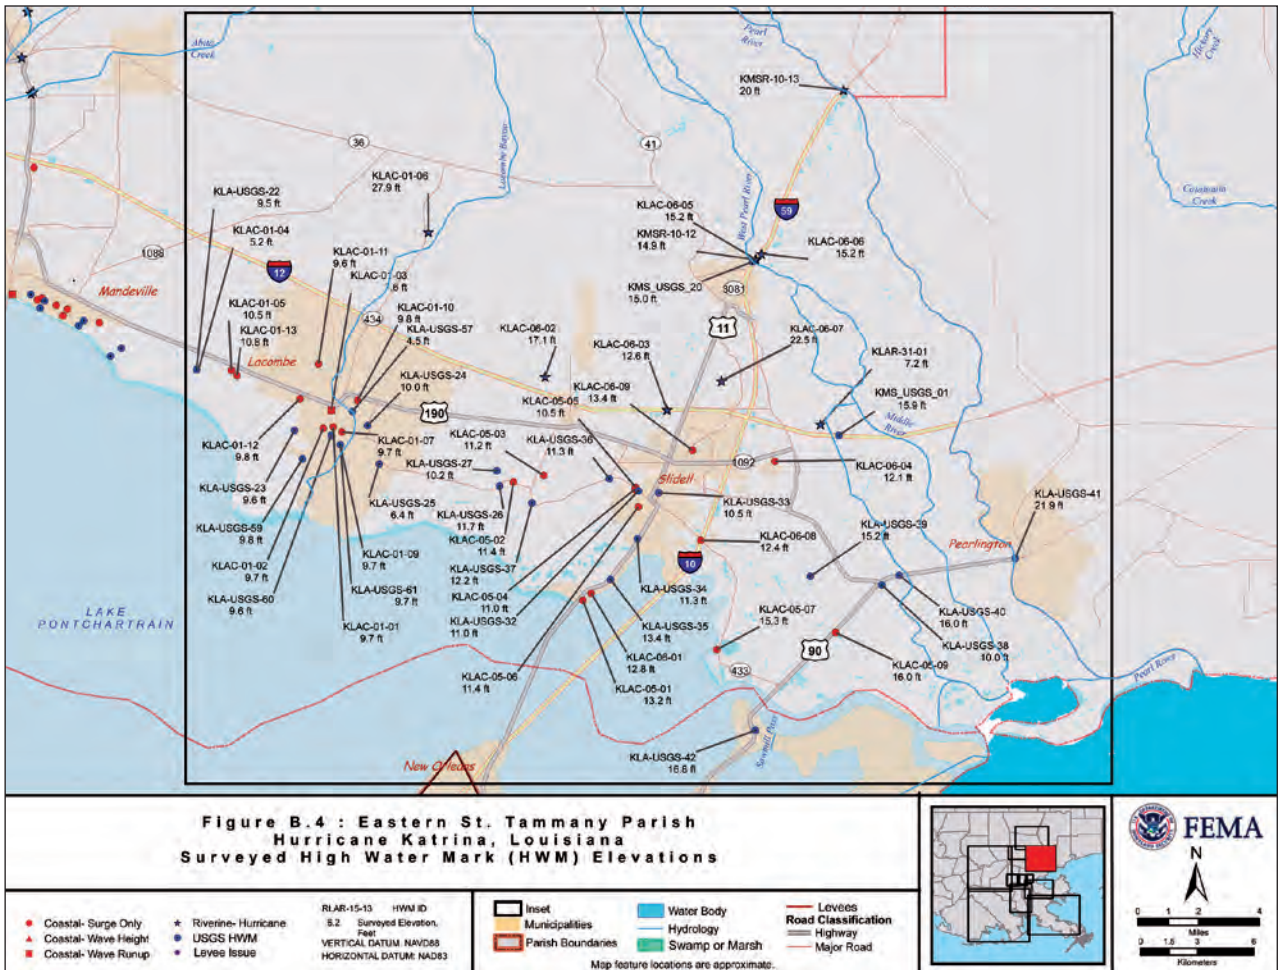 Abita
Creek
Pearl
River
Hickory
Creek
KMSR-10-13
20 ft
36
41
Lacombe Bayou
KLAC-01-06
27.9 ft
KLA-USGS-22
9.5 ft
KLAC-06-05
15.2 ft
West Pearl River
59
Catahoula
Creek
KLAC-01-04
5.2 ft
KMSR-10-12
14.9 ft
KLAC-06-06
15.2 ft
1088
KLAC-01-11
9.6 ft
12
KLAC-01-03
.6 ft
KMS_USGS_20
15.0 ft
3081
Mandeville
KLAC-01-05
10.5 ft
KLAC-01-10
9.8 ft
434
KLAC-01-13
10.8 ft
KLA-USGS-57
4.5 ft
KLAC-06-02
17.1 ft
KLAC-06-03
12.6 ft
11
KLAC-06-07
22.5 ft
KLAR-31-01
7.2 ft
Lacombe
KLA-USGS-24
10.0 ft
KLAC-06-09
13.4 ft
KMS_USGS_01
15.9 ft
190
KLAC-05-05
10.5 ft
Middle
River
KLAC-01-12
9.8 ft
KLAC-01-07
9.7 ft
KLAC-05-03
11.2 ft
KLA-USGS-36
11.3 ft
1092
KLAC-06-04
12.1 ft
KLA-USGS-27
10.2 ft
Slidell
KLA-USGS-23
9.6 ft
KLA-USGS-25
6.4 ft
KLA-USGS-26
11.7 ft
KLA-USGS-33
10.5 ft
KLA-USGS-41
21.9 ft
KLA-USGS-59
9.8 ft
KLAC-05-02
11.4 ft
KLAC-06-08
12.4 ft
KLA-USGS-39
15.2 ft
Pearlington
KLAC-01-02
9.7 ft
KLAC-01-09
9.7 ft
KLA-USGS-37
12.2 ft
10
KLA-USGS-60
9.6 ft
KLA-USGS-61
9.7 ft
KLAC-05-04
11.0 ft
KLA-USGS-34
11.3 ft
LAKE
PONTCHARTRAIN
KLAC-01-01
9.7 ft
KLA-USGS-32
11.0 ft
KLA-USGS-35
13.4 ft
KLAC-05-07
15.3 ft
KLA-USGS-40
16.0 ft
KLAC-06-01
12.8 ft
90
KLA-USGS-38
10.0 ft
KLAC-05-06
11.4 ft
KLAC-05-01
13.2 ft
433
KLAC-05-09
16.0 ft
Pearl River
KLA-USGS-42
16.8 ft
Sawmill Pass
New Orleans
Figure B.4 : Eastern St. Tammany Parish
Hurricane Katrina, Louisiana
Surveyed High Water Mark (HWM) Elevations
FEMA
N
Coastal- Surge Only
Coastal- Wave Height
Coastal- Wave Runup
Riverine- Hurricane
USGS HWM
Levee Issue
RLAR-15-13 HWM ID
6.2 Surveyed Elevation,
Feet
VERTICAL DATUM: NAVD88
HORIZONTAL DATUM: NAD83
Inset
Municipalities
Parish Boundaries
Water Body
Hydrology
Swamp or Marsh
Levees
Road Classification
Highway
Major Road
Map feature locations are approximate.
0 1 2 4
Miles
0 1.5 3 6
Kilometers